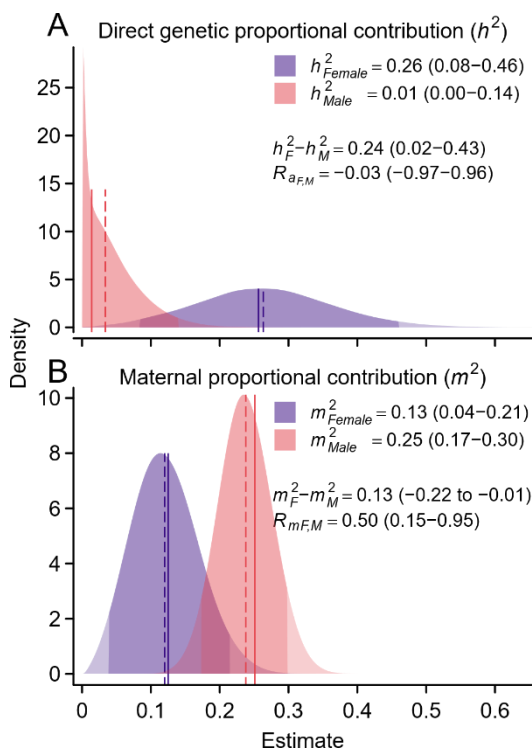 A Direct genetic proportional contribution (h²)
h²Female = 0.26 (0.08−0.46)
h²Male = 0.01 (0.00−0.14)
h²F−h²M = 0.24 (0.02−0.43)
RaF,M = −0.03 (−0.97−0.96)
25
20
15
10
5
0
Density
B Maternal proportional contribution (m²)
m²Female = 0.13 (0.04−0.21)
m²Male = 0.25 (0.17−0.30)
m²F−m²M = 0.13 (−0.22 to −0.01)
RmF,M = 0.50 (0.15−0.95)
10
8
6
4
2
0
0 0.1 0.2 0.3 0.4 0.5 0.6
Estimate